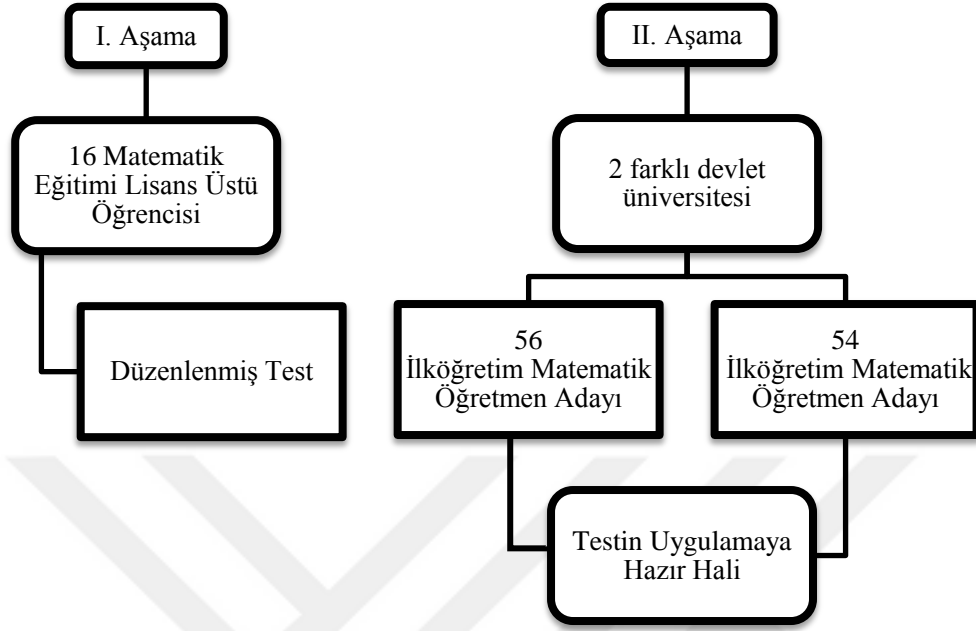 I. Aşama
16 Matematik
Eğitimi Lisans Üstü
Öğrencisi
Düzenlenmiş Test
II. Aşama
2 farklı devlet
üniversitesi
56
İlköğretim Matematik
Öğretmen Adayı
54
İlköğretim Matematik
Öğretmen Adayı
Testin Uygulamaya
Hazır Hali